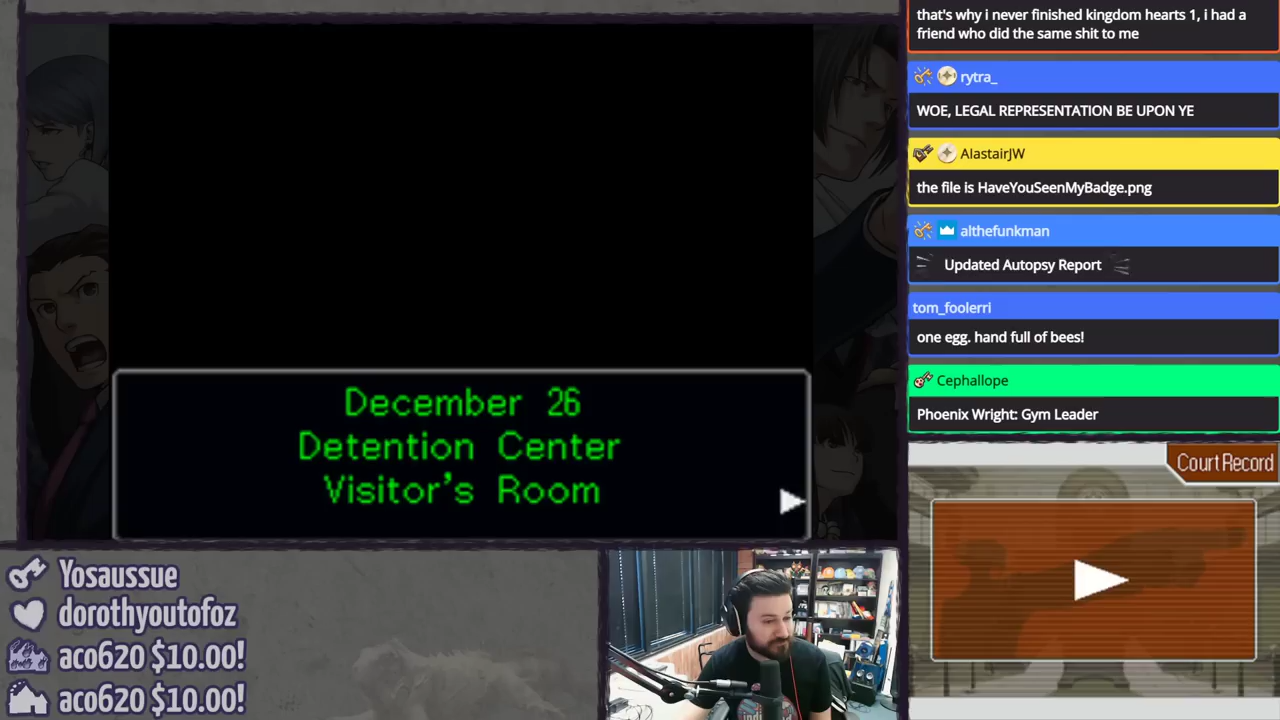 that's why i never finished kingdom hearts 1, i had a
friend who did the same shit to me
rytra_
WOE, LEGAL REPRESENTATION BE UPON YE
AlastairJW
the file is HaveYouSeenMyBadge.png
althefunkman
Updated Autopsy Report
tom_foolerri
one egg. hand full of bees!
Cephallope
Phoenix Wright: Gym Leader
December 26
Detention Center
Visitor's Room
Court Record
Yosaussue
dorothyoutofoz
aco620 $10.00!
aco620 $10.00!